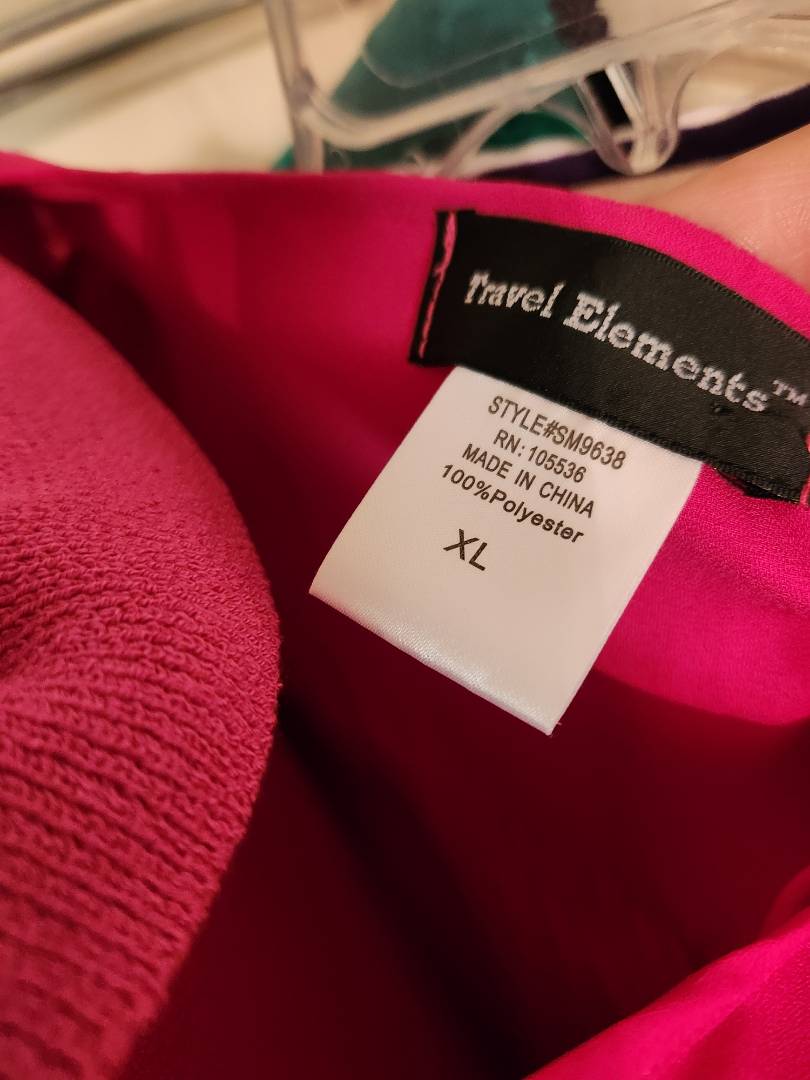 Travel Elements™
STYLE#SM9638
RN: 105536
MADE IN CHINA
100%Polyester
XL